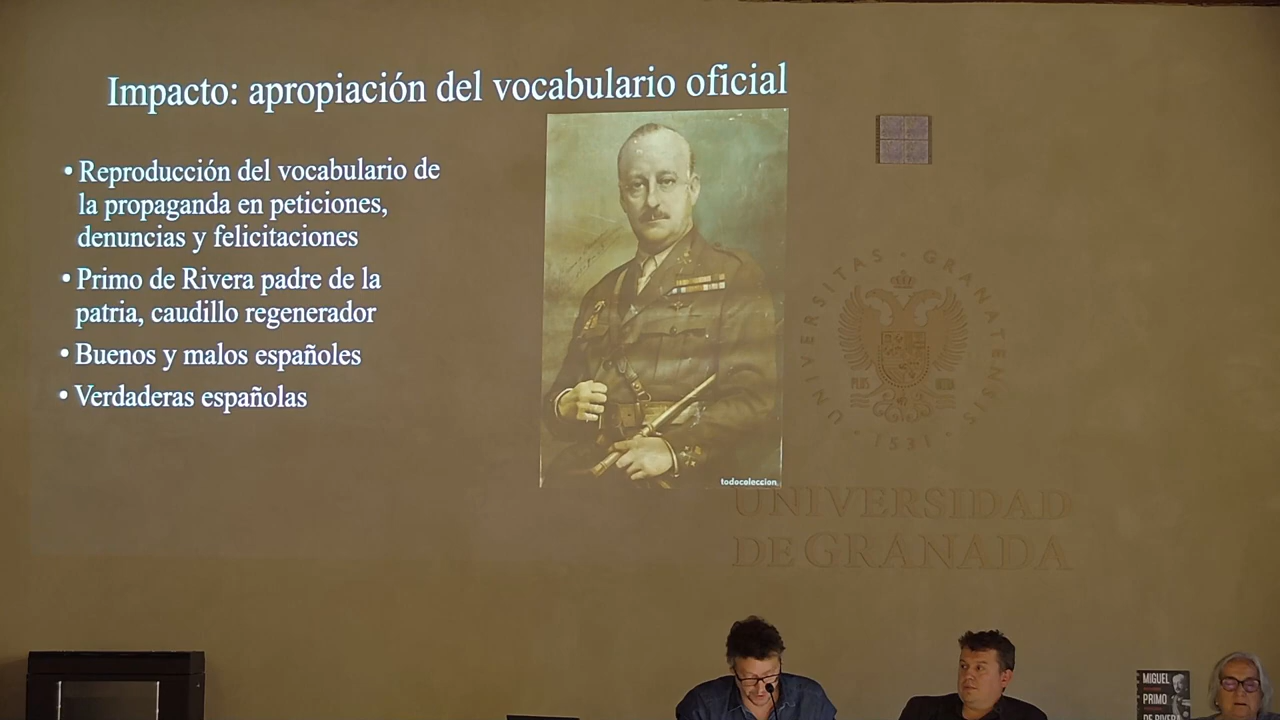 Impacto: apropiación del vocabulario oficial
• Reproducción del vocabulario de
la propaganda en peticiones,
denuncias y felicitaciones
• Primo de Rivera padre de la
patria, caudillo regenerador
• Buenos y malos españoles
• Verdaderas españolas
todocoleccion
UNIVERSITAS · GRANATENSIS
PLUS
· 1531 ·
UNIVERSIDAD
DE GRANADA
MIGUEL
PRIMO
DE RIVERA